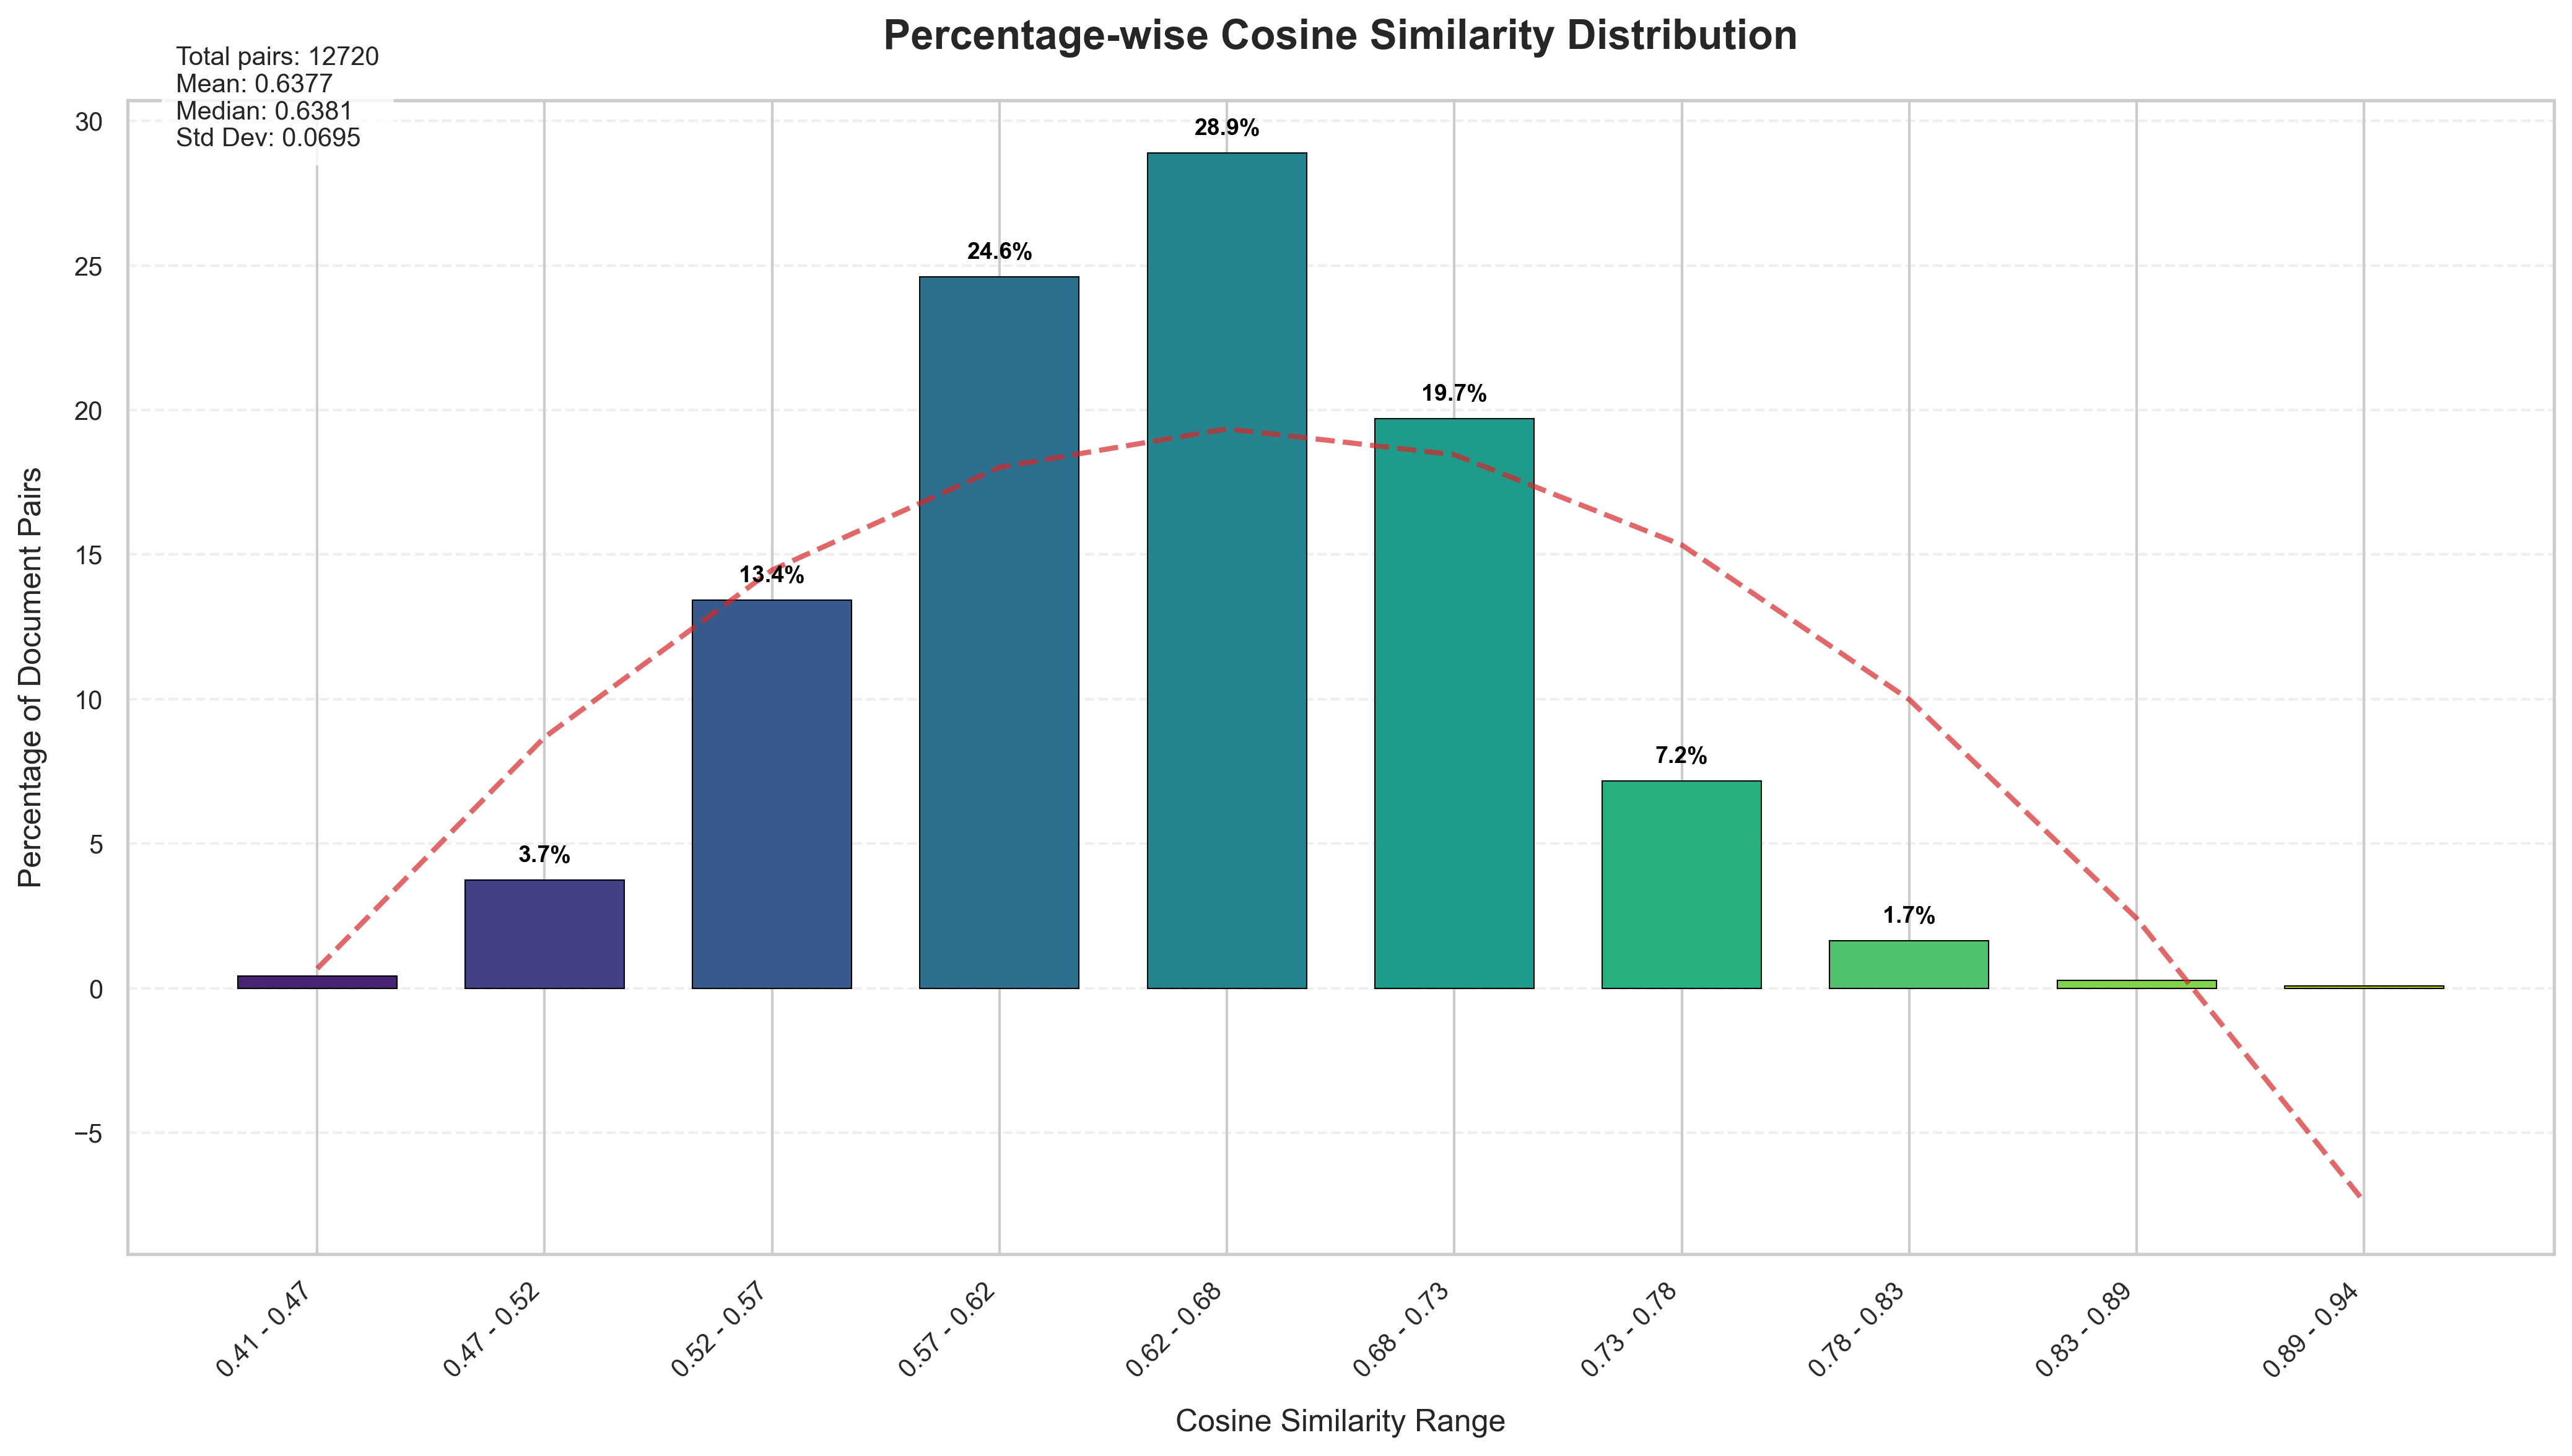 Percentage-wise Cosine Similarity Distribution
Total pairs: 12720
Mean: 0.6377
Median: 0.6381
Std Dev: 0.0695
Percentage of Document Pairs
30
25
20
15
10
5
0
−5
3.7%
13.4%
24.6%
28.9%
19.7%
7.2%
1.7%
0.41 - 0.47
0.47 - 0.52
0.52 - 0.57
0.57 - 0.62
0.62 - 0.68
0.68 - 0.73
0.73 - 0.78
0.78 - 0.83
0.83 - 0.89
0.89 - 0.94
Cosine Similarity Range